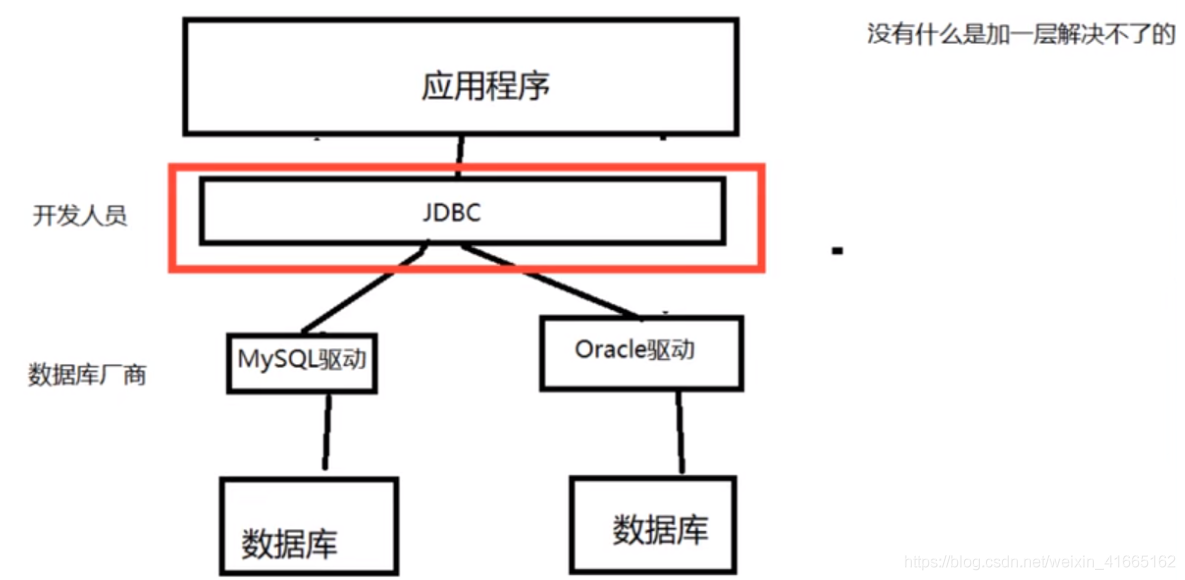 没有什么是加一层解决不了的
应用程序
开发人员
JDBC
数据库厂商
MySQL驱动
Oracle驱动
数据库
数据库
https://blog.csdn.net/weixin_41665162